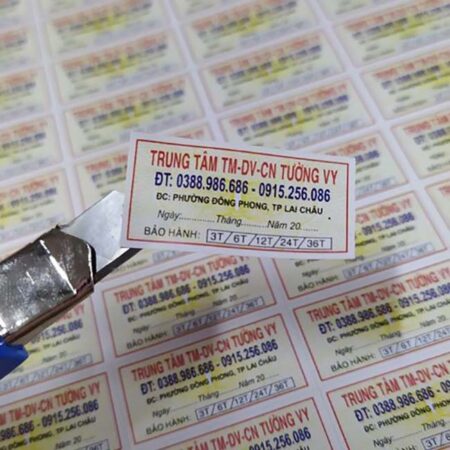 TRUNG TÂM TM-DV-CN TƯỜNG VY
ĐT: 0388.986.686 - 0915.256.086
ĐC: PHƯỜNG ĐÔNG PHONG, TP LAI CHÂU
Ngày..............Tháng..........Năm 20.......
BẢO HÀNH: 3T/6T/12T/24T/36T